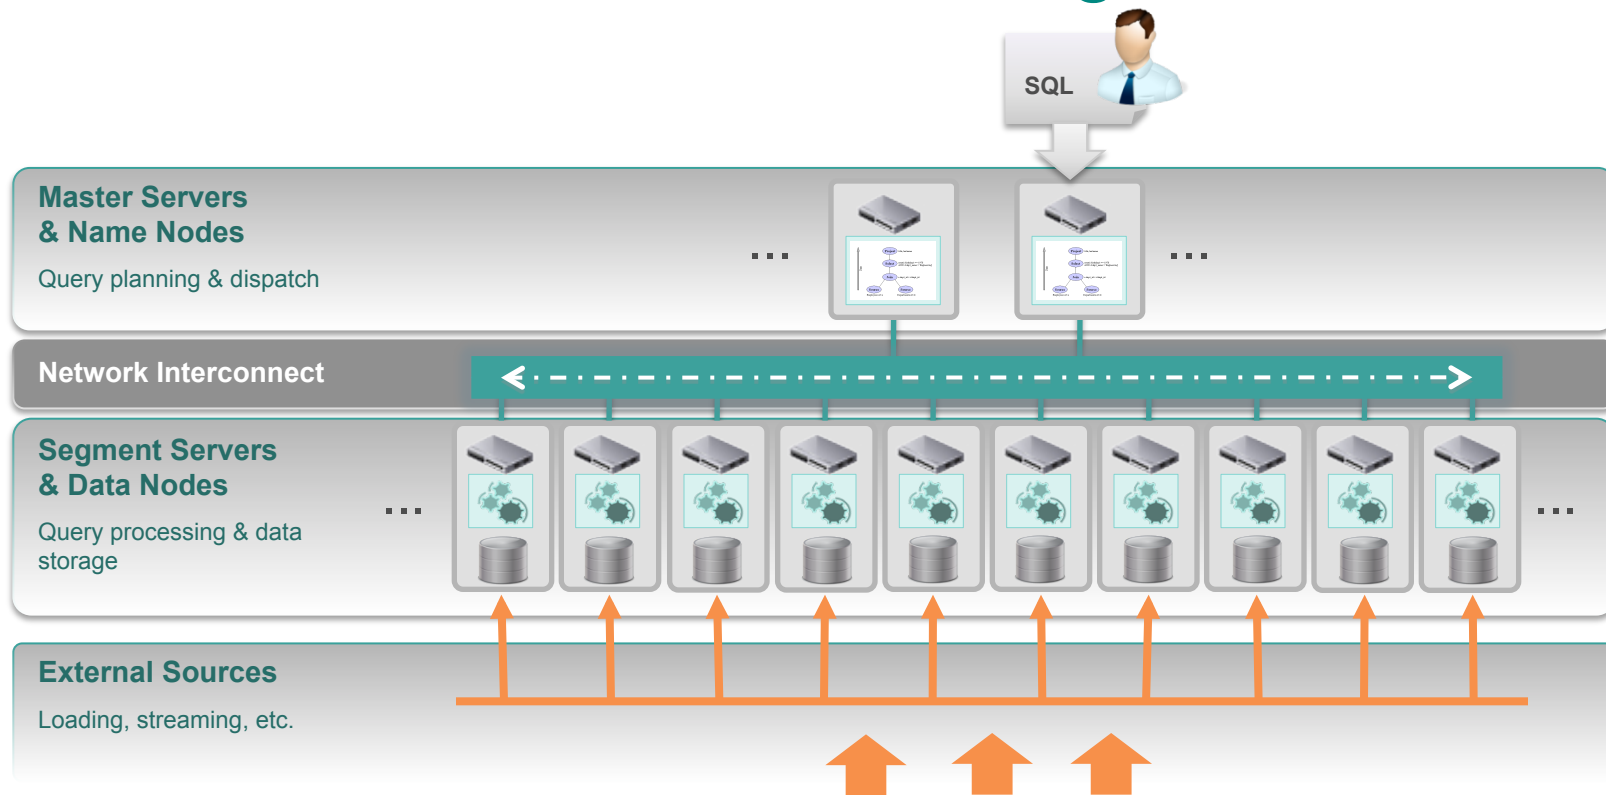 SQL
Master Servers
& Name Nodes
Query planning & dispatch
...
...
Network Interconnect
Segment Servers
& Data Nodes
Query processing & data
storage
...
...
External Sources
Loading, streaming, etc.